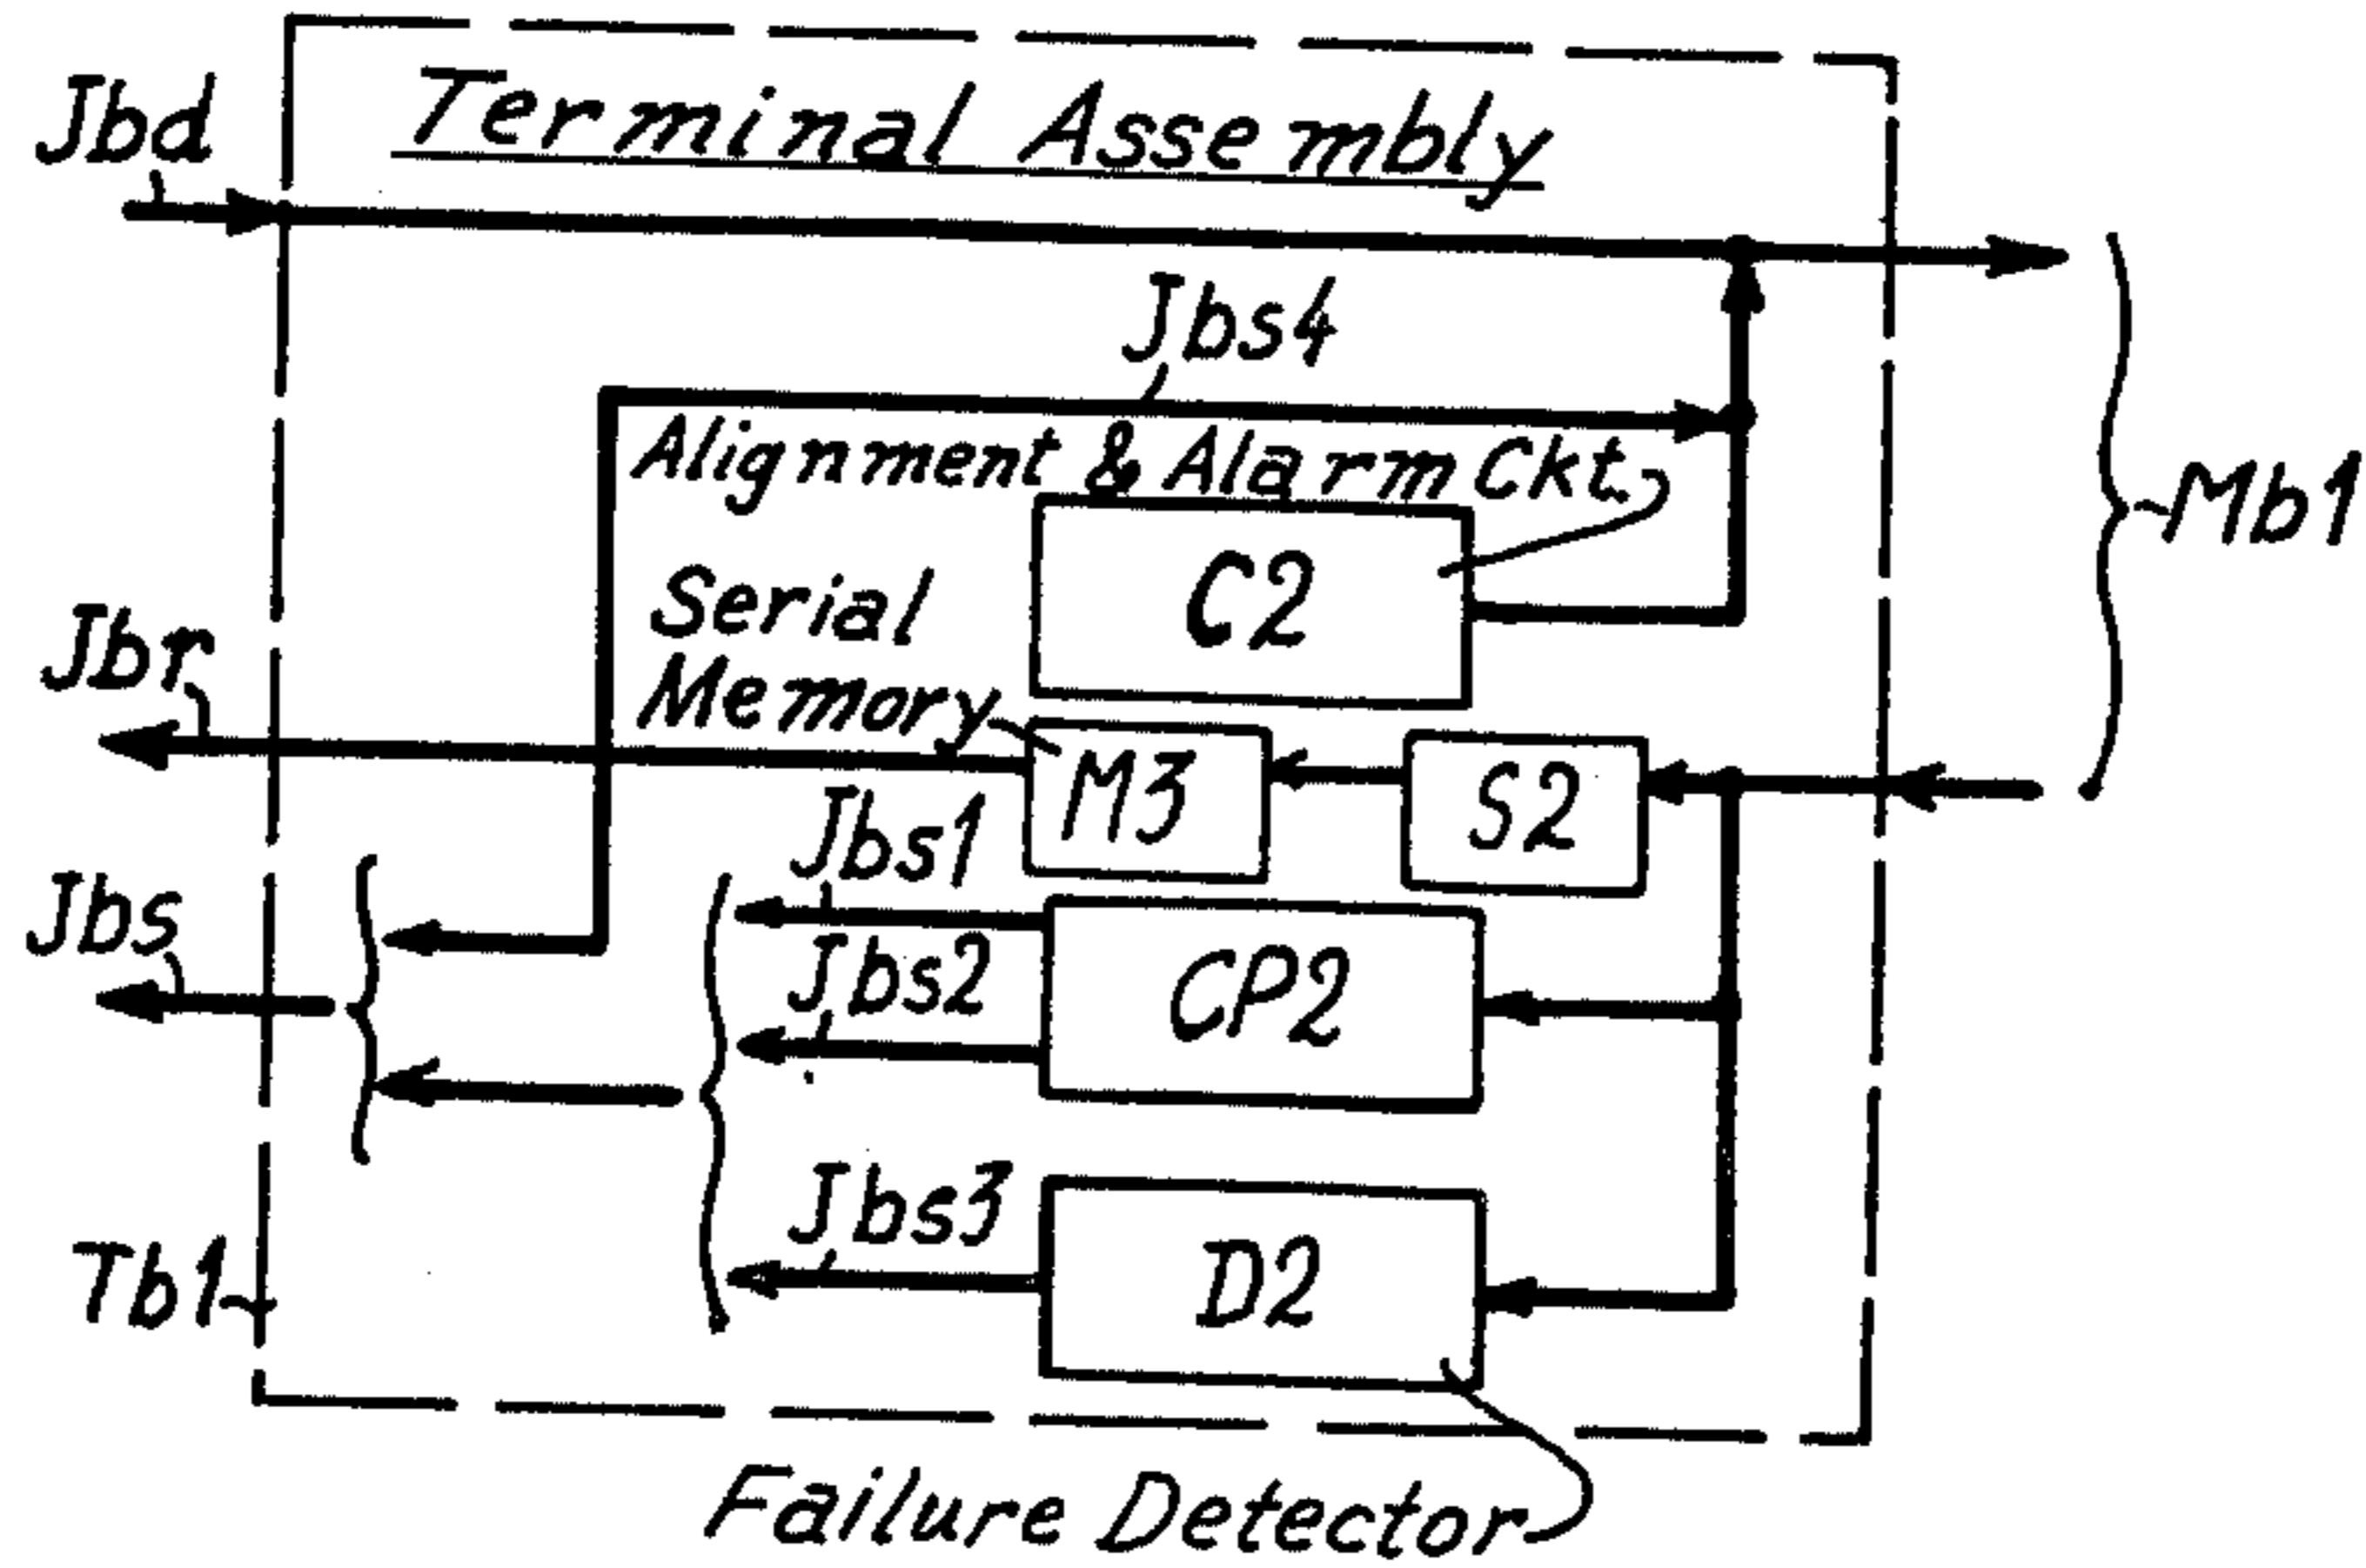 Terminal Assembly
Jbd
Jbs4
Alignment & Alarm Ckt.
C2
Mb1
Serial
Memory
Jbr
M3
S2
Jbs1
Jbs
Jbs2
CP2
Jbs3
D2
Tb1
Failure Detector